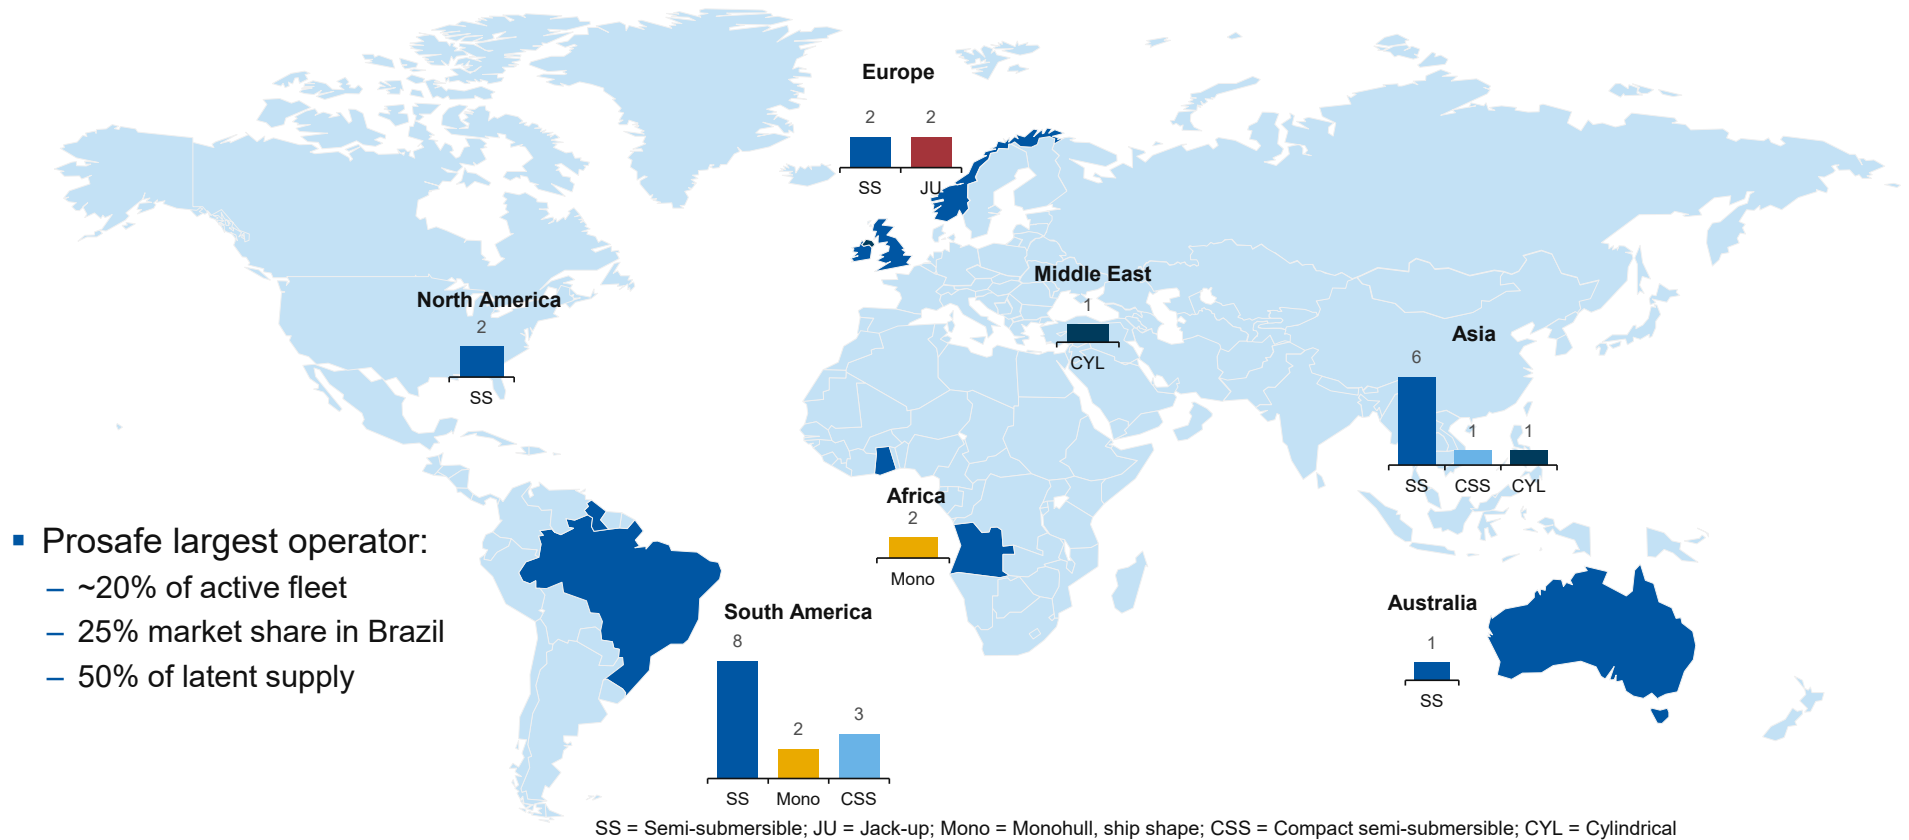 Europe
2 2
SS JU
Middle East
1
CYL
North America
2
SS
Asia
6
1 1
SS CSS CYL
Africa
2
Mono
▪ Prosafe largest operator:
– ~20% of active fleet
– 25% market share in Brazil
– 50% of latent supply
South America
8
2 3
SS Mono CSS
Australia
1
SS
SS = Semi-submersible; JU = Jack-up; Mono = Monohull, ship shape; CSS = Compact semi-submersible; CYL = Cylindrical